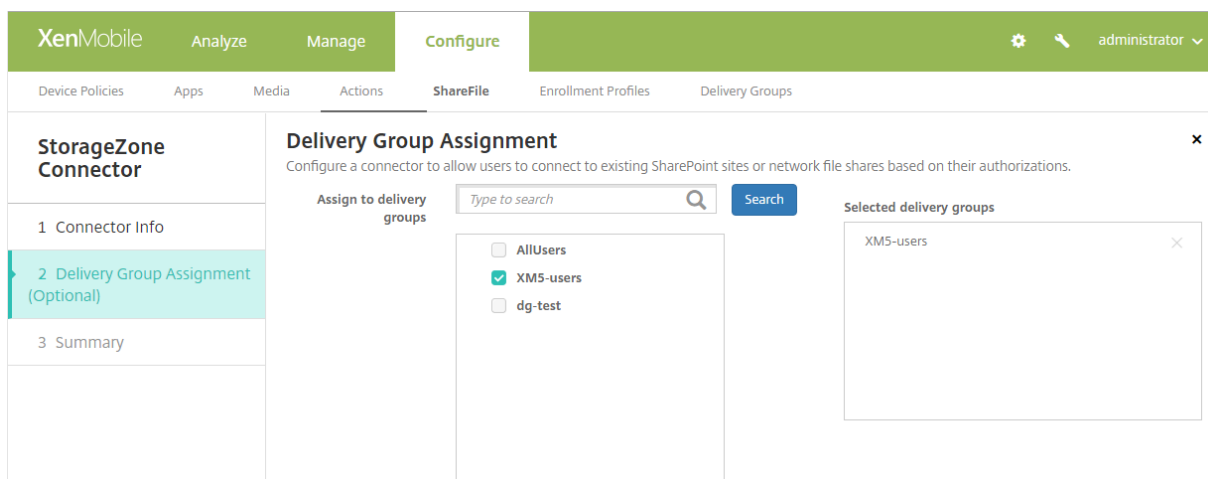 XenMobile Analyze Manage Configure administrator
Device Policies Apps Media Actions ShareFile Enrollment Profiles Delivery Groups
StorageZone
Connector
1 Connector Info
2 Delivery Group Assignment
(Optional)
3 Summary
Delivery Group Assignment
Configure a connector to allow users to connect to existing SharePoint sites or network file shares based on their authorizations.
Assign to delivery
groups
Type to search
Search
AllUsers
XM5-users
dg-test
Selected delivery groups
XM5-users